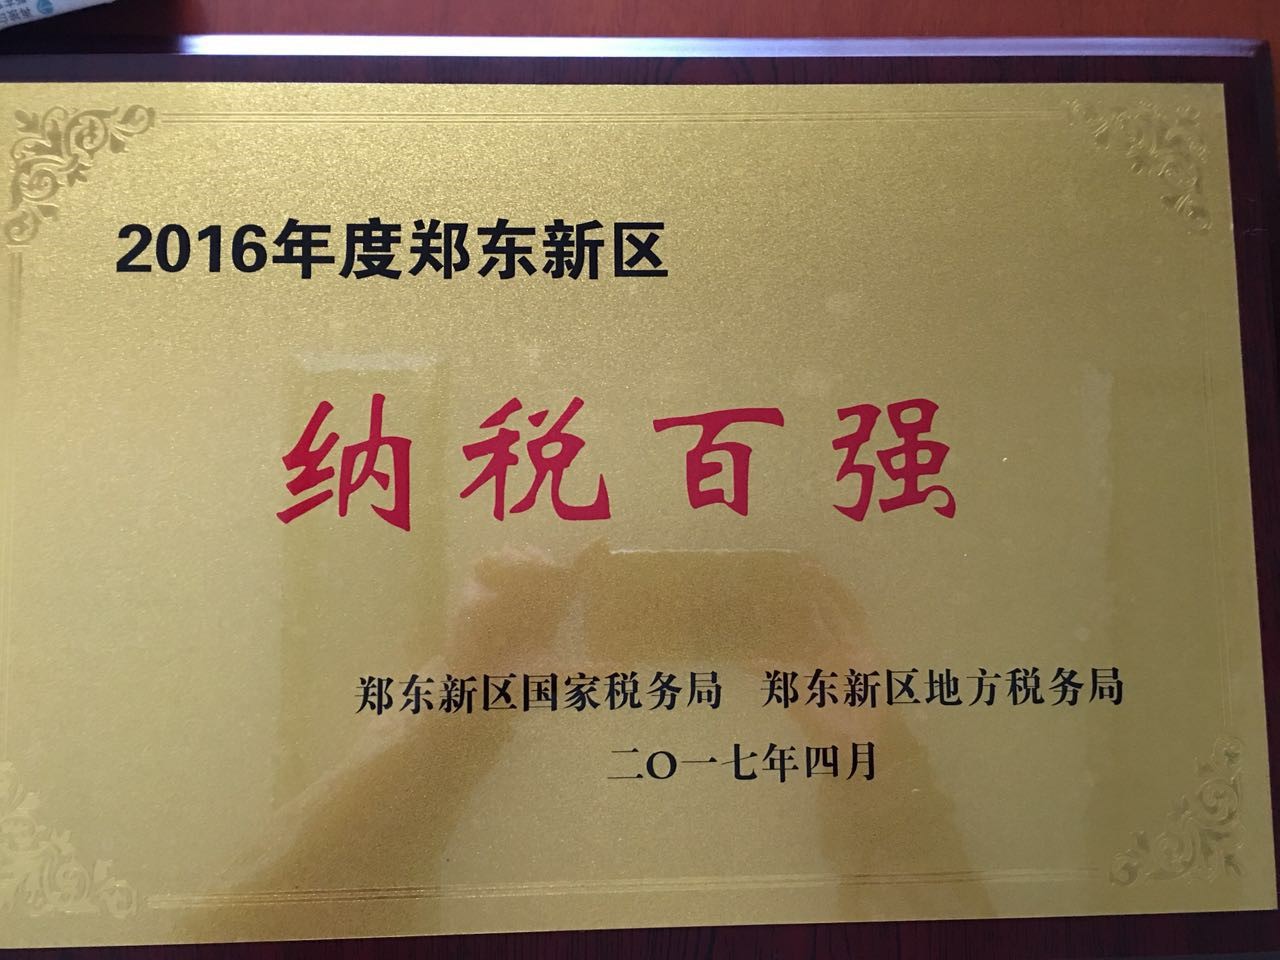 2016年度郑东新区
纳税百强
郑东新区国家税务局 郑东新区地方税务局
二〇一七年四月